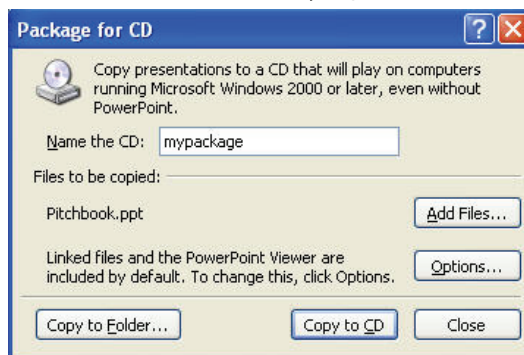 Package for CD
Copy presentations to a CD that will play on computers
running Microsoft Windows 2000 or later, even without
PowerPoint.
Name the CD: mypackage
Files to be copied:
Pitchbook.ppt Add Files...
Linked files and the PowerPoint Viewer are
included by default. To change this, click Options. Options...
Copy to Folder... Copy to CD Close